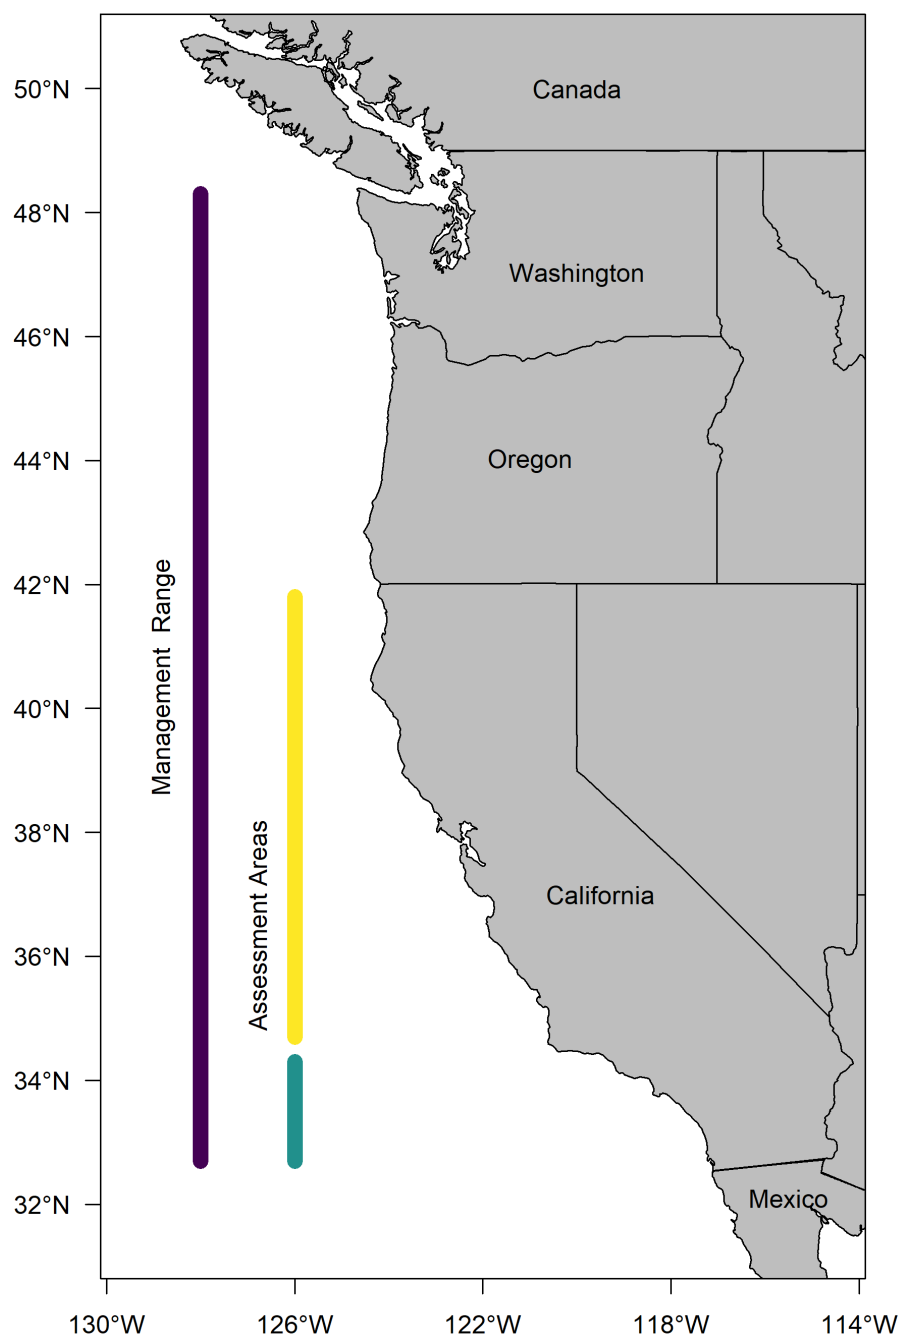 50°N
Canada
48°N
Washington
46°N
44°N
Oregon
42°N
Management  Range
40°N
38°N
Assessment Areas
California
36°N
34°N
32°N
Mexico
130°W
126°W
122°W
118°W
114°W